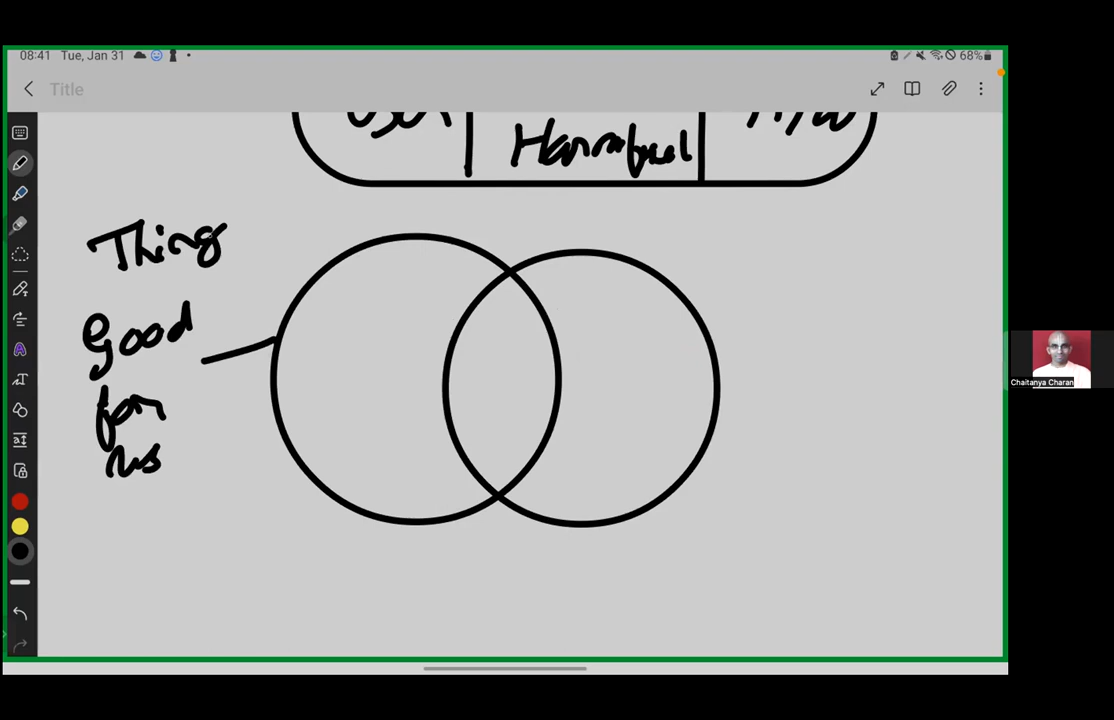 08:41 Tue, Jan 31
68%
Title
Harmful
Thing
Good
for
us
Chaitanya Charan